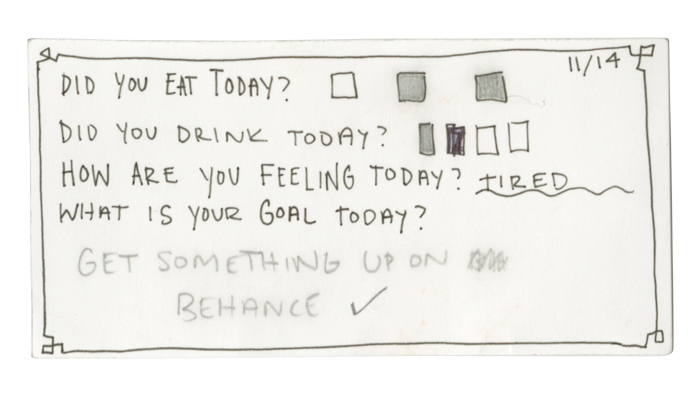 11/14
DID YOU EAT TODAY?
DID YOU DRINK TODAY?
HOW ARE YOU FEELING TODAY? TIRED
WHAT IS YOUR GOAL TODAY?
GET SOMETHING UP ON
BEHANCE ✓